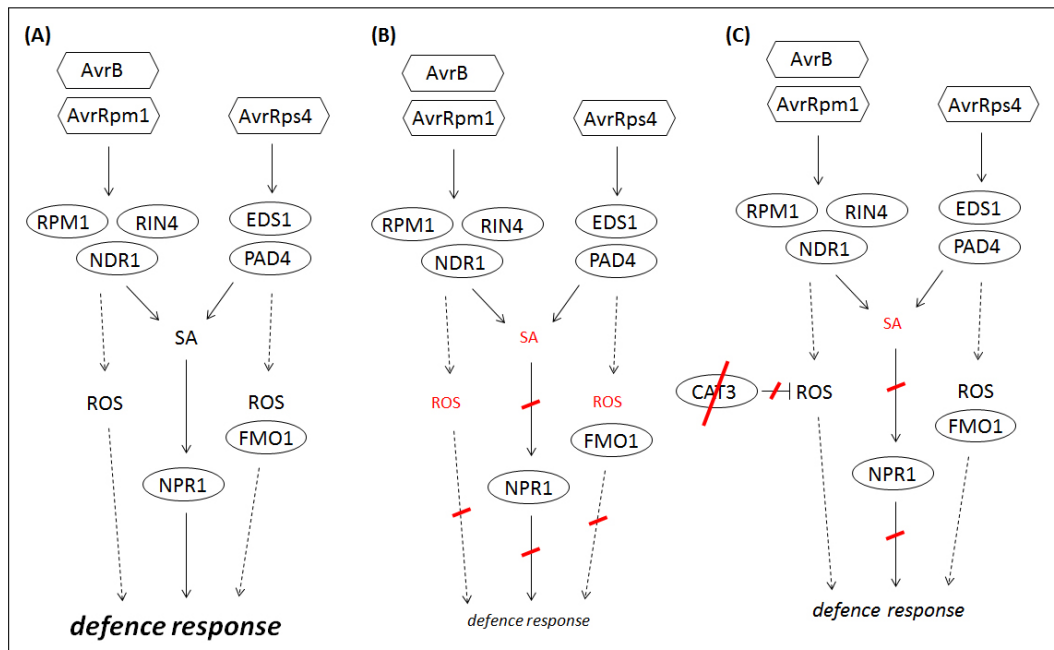 (A)
AvrB
AvrRpm1
AvrRps4
RPM1
RIN4
EDS1
NDR1
PAD4
SA
ROS
ROS
FMO1
NPR1
defence response
(B)
AvrB
AvrRpm1
AvrRps4
RPM1
RIN4
EDS1
NDR1
PAD4
SA
ROS
ROS
FMO1
NPR1
defence response
(C)
AvrB
AvrRpm1
AvrRps4
RPM1
RIN4
EDS1
NDR1
PAD4
SA
CAT3
ROS
ROS
FMO1
NPR1
defence response